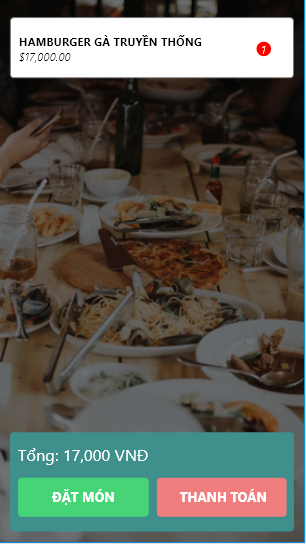 HAMBURGER GÀ TRUYỀN THỐNG
$17,000.00
1
Tổng: 17,000 VNĐ
ĐẶT MÓN
THANH TOÁN